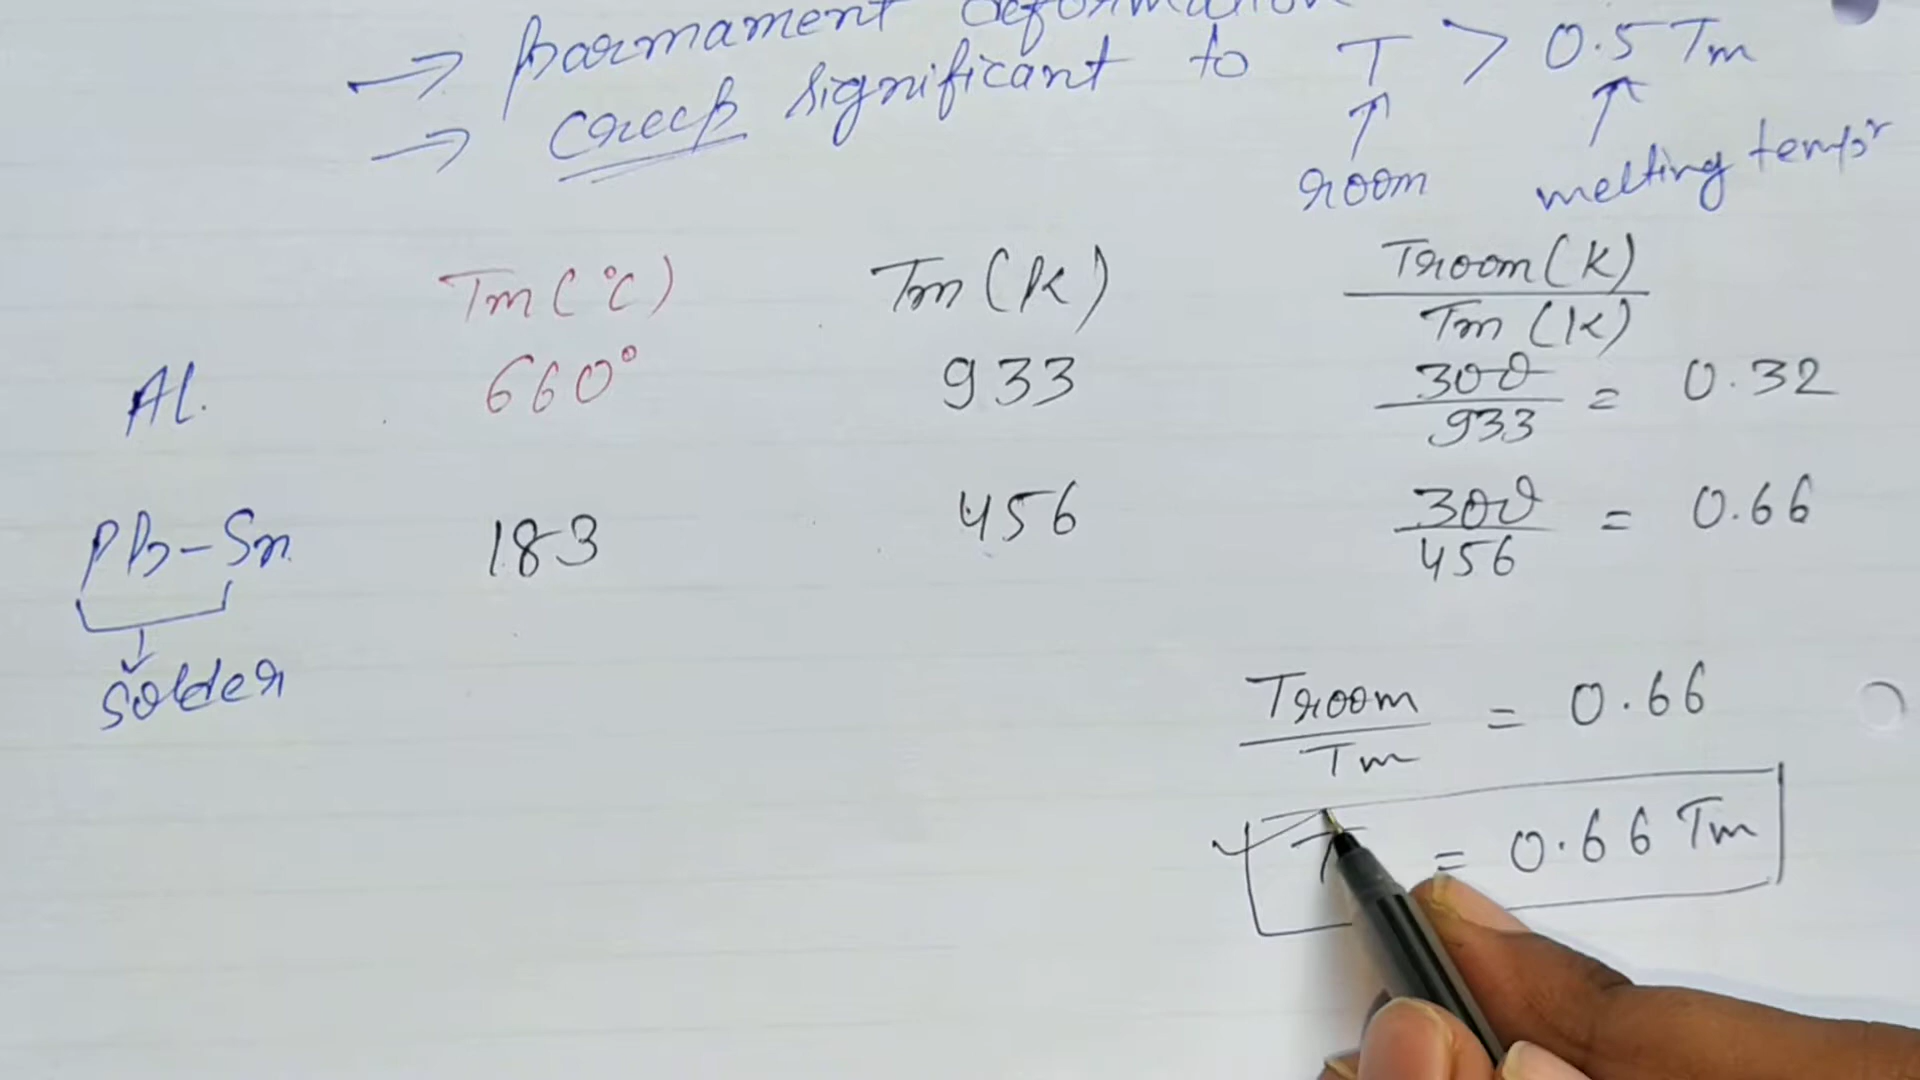 → parmament deformation
→ creep significant to T > 0.5 Tm
room melting tempr
Tm (°C) Tm (K) Troom (K) / Tm (K)
Al. 660° 933 300 / 933 = 0.32
PB-Sn 183 456 300 / 456 = 0.66
solder
Troom / Tm = 0.66
T = 0.66 Tm